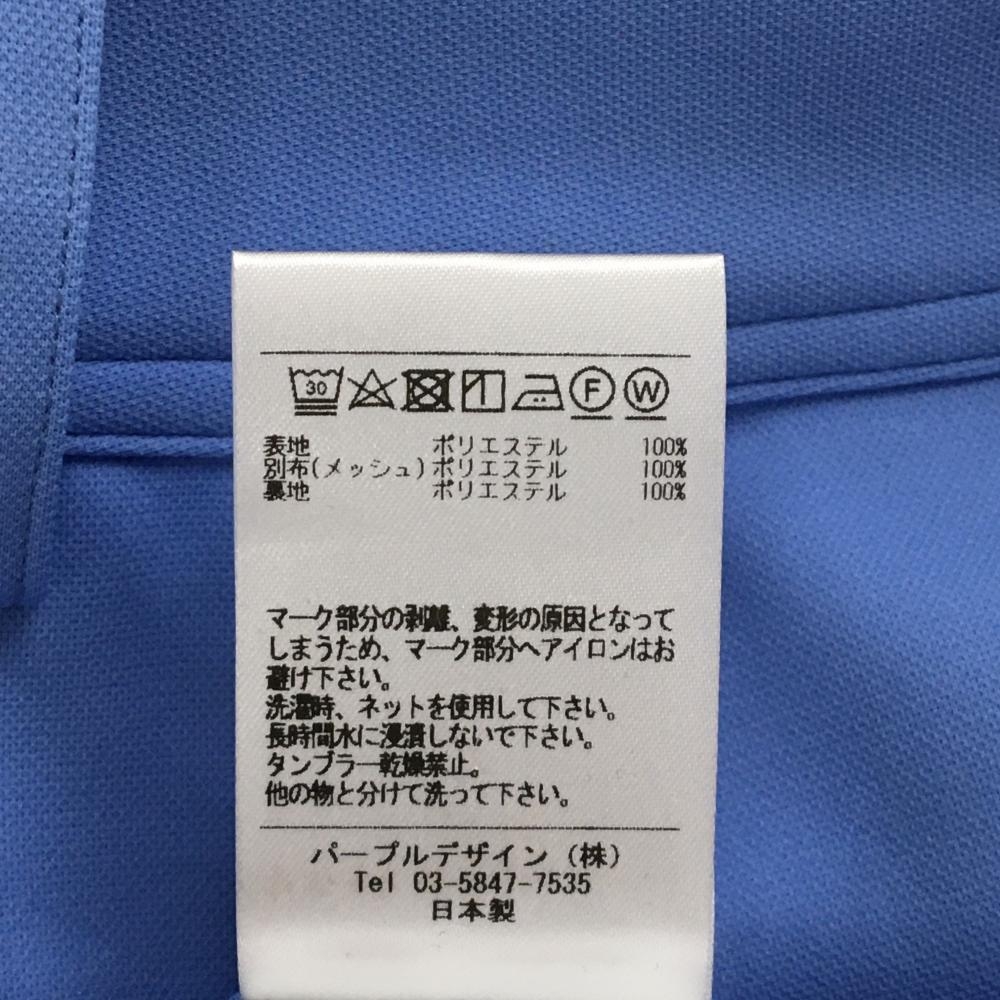 30 F W
表地 ポリエステル 100%
別布(メッシュ) ポリエステル 100%
裏地 ポリエステル 100%
マーク部分の剥離、変形の原因となって
しまうため、マーク部分へアイロンはお
避け下さい。
洗濯時、ネットを使用して下さい。
長時間水に浸漬しないで下さい。
タンブラー乾燥禁止。
他の物と分けて洗って下さい。
パープルデザイン(株)
Tel 03-5847-7535
日本製